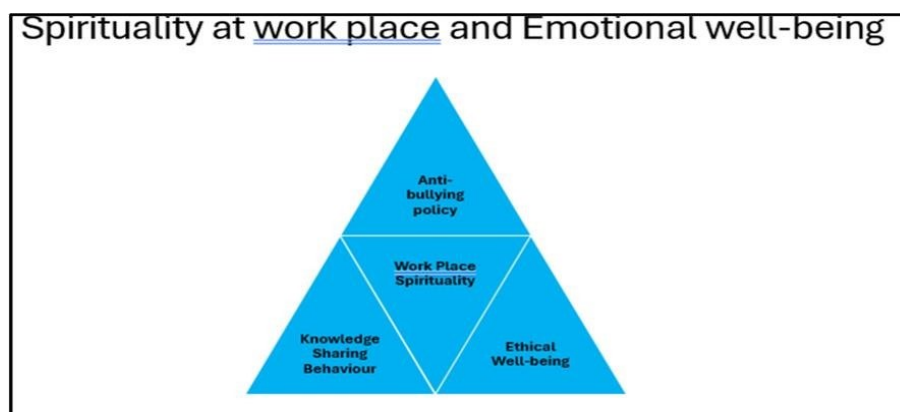 Spirituality at work place and Emotional well-being
Anti-
bullying
policy
Work Place
Spirituality
Knowledge
Sharing
Behaviour
Ethical
Well-being